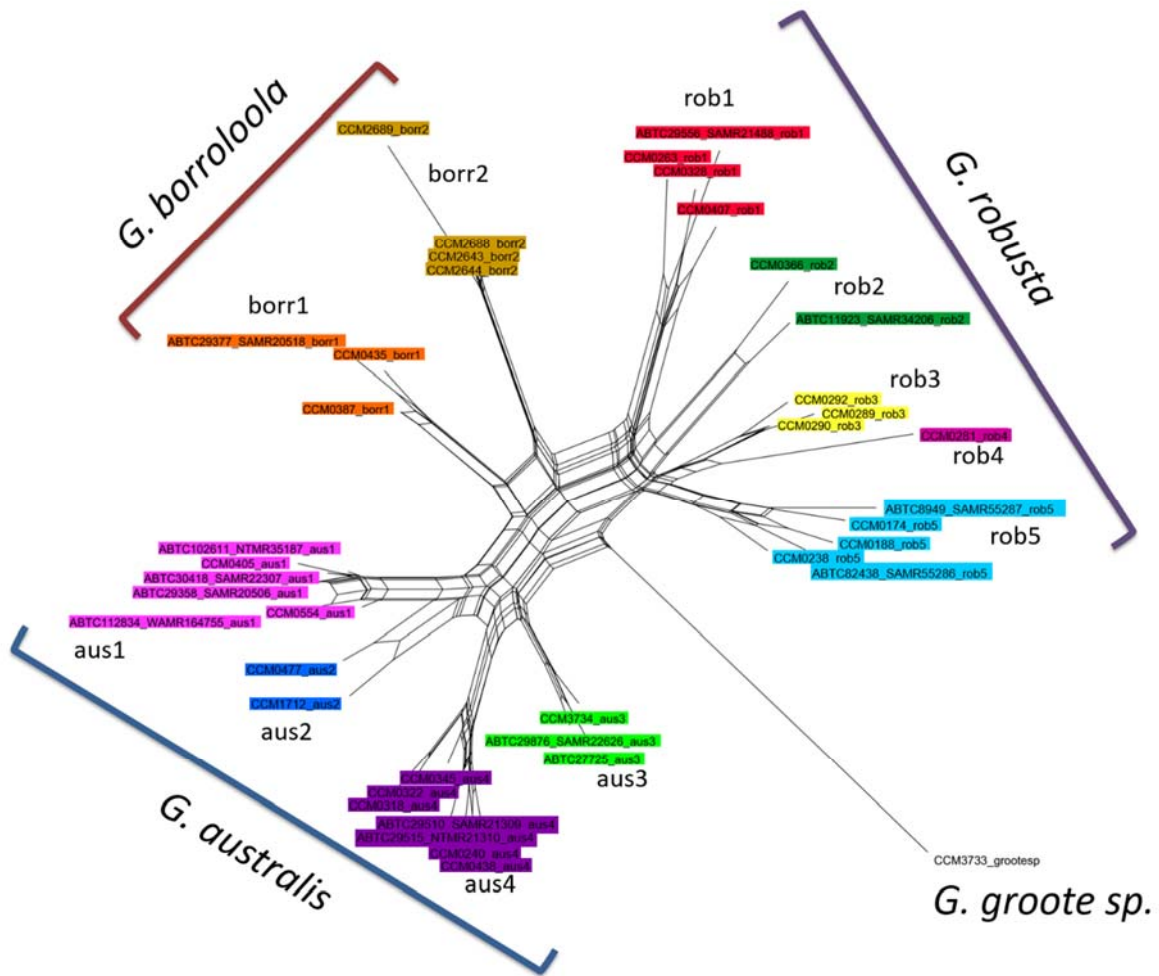 G. borroloola
CCM2689_borr2
borr2
CCM2688_borr2
CCM2643_borr2
CCM2644_borr2
borr1
ABTC29377_SAMR20518_borr1
CCM0435_borr1
CCM0387_borr1
rob1
ABTC29556_SAMR21488_rob1
CCM0263_rob1
CCM0328_rob1
CCM0407_rob1
G. robusta
CCM0366_rob2
rob2
ABTC11923_SAMR34206_rob2
rob3
CCM0292_rob3
CCM0289_rob3
CCM0290_rob3
CCM0281_rob4
rob4
ABTC8949_SAMR55287_rob5
CCM0174_rob5
rob5
CCM0188_rob5
CCM0238_rob5
ABTC82438_SAMR55286_rob5
ABTC102611_NTMR35187_aus1
CCM0405_aus1
ABTC30418_SAMR22307_aus1
ABTC29358_SAMR20506_aus1
CCM0554_aus1
ABTC112834_WAMR164755_aus1
aus1
CCM0477_aus2
CCM1712_aus2
aus2
CCM3734_aus3
ABTC29876_SAMR22626_aus3
ABTC27725_aus3
aus3
CCM0345_aus4
CCM0322_aus4
CCM0318_aus4
ABTC29510_SAMR21306_aus4
ABTC29515_NTMR21310_aus4
CCM0240_aus4
CCM0438_aus4
aus4
G. australis
CCM3733_grootesp
G. groote sp.